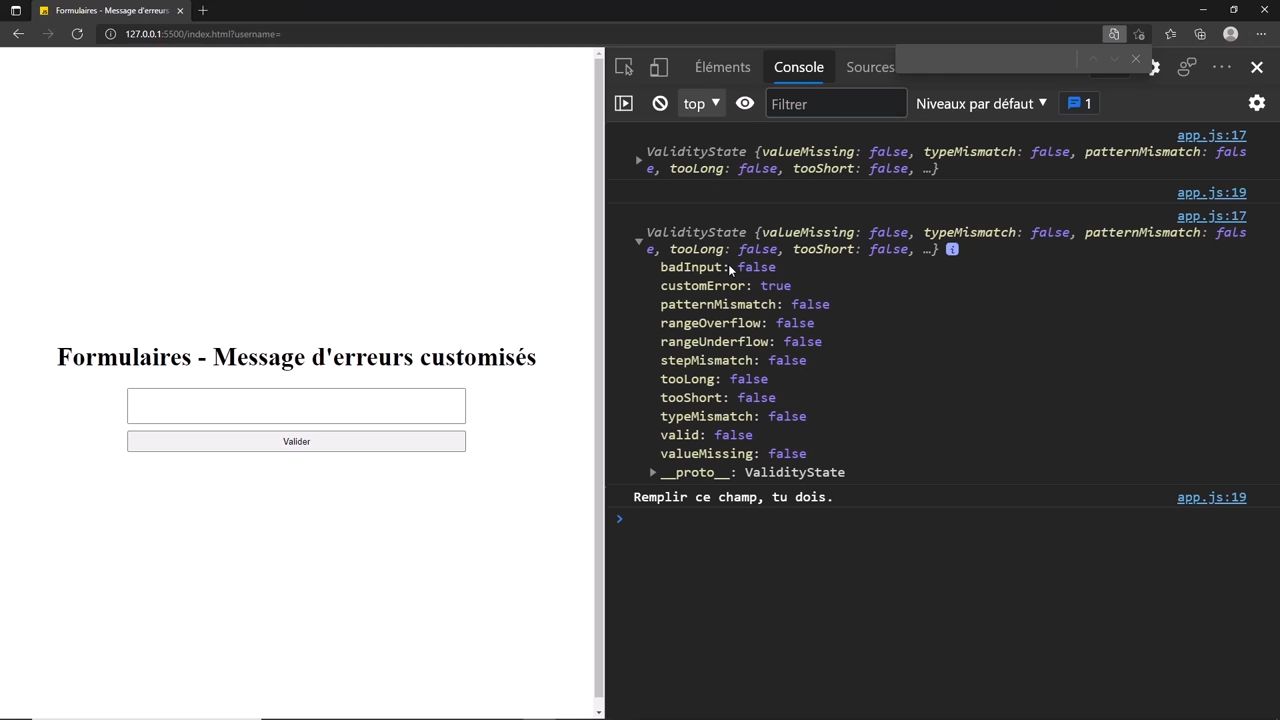 Formulaires - Message d'erreurs
127.0.0.1:5500/index.html?username=
Éléments
Console
Sources
top
Filtrer
Niveaux par défaut
1
app.js:17
ValidityState {valueMissing: false, typeMismatch: false, patternMismatch: fals
e, tooLong: false, tooShort: false, …}
app.js:19
app.js:17
ValidityState {valueMissing: false, typeMismatch: false, patternMismatch: fals
e, tooLong: false, tooShort: false, …} i
badInput: false
customError: true
patternMismatch: false
rangeOverflow: false
rangeUnderflow: false
stepMismatch: false
tooLong: false
tooShort: false
typeMismatch: false
valid: false
valueMissing: false
__proto__: ValidityState
Remplir ce champ, tu dois. app.js:19
Formulaires - Message d'erreurs customisés
Valider